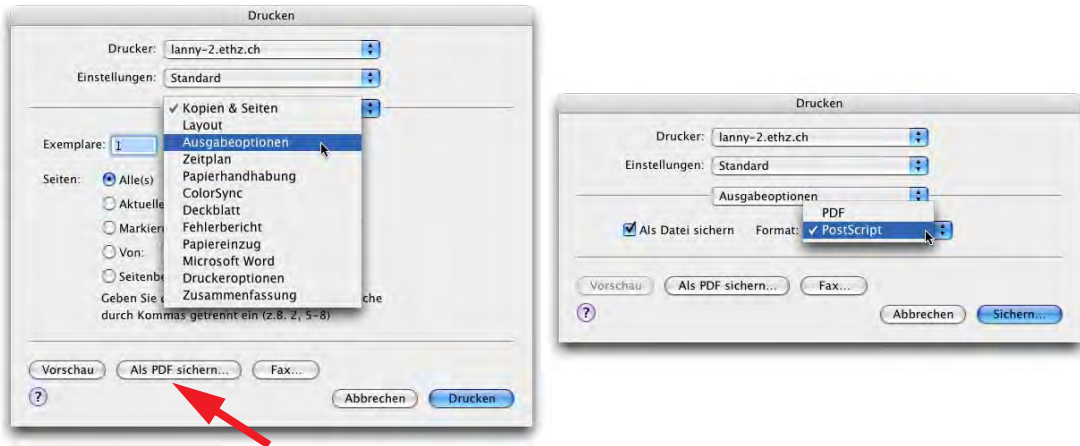 Drucken
Drucker: lanny-2.ethz.ch
Einstellungen: Standard
✓ Kopien & Seiten
Layout
Exemplare: 1
Ausgabeoptionen
Zeitplan
Seiten: Alle(s)
Papierhandhabung
ColorSync
Aktuelle
Deckblatt
Markier
Fehlerbericht
Von:
Papiereinzug
Microsoft Word
Seitenbe
Druckeroptionen
Geben Sie
Zusammenfassung
che
durch Kommas getrennt ein (z.B. 2, 5–8)
Vorschau Als PDF sichern... Fax...
? Abbrechen Drucken
Drucken
Drucker: lanny-2.ethz.ch
Einstellungen: Standard
Ausgabeoptionen
PDF
Als Datei sichern Format: ✓ PostScript
Vorschau Als PDF sichern... Fax...
? Abbrechen Sichern...